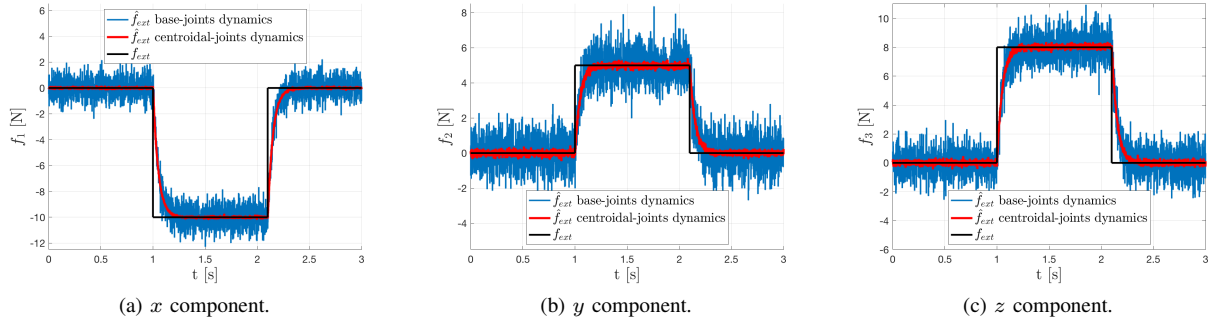 f̂_ext base-joints dynamics
f̂_ext centroidal-joints dynamics
f_ext
f_1 [N]
6
4
2
0
-2
-4
-6
-8
-10
-12
0 0.5 1 1.5 2 2.5 3
t [s]
(a) x component.
f_2 [N]
8
6
4
2
0
-2
-4
f̂_ext base-joints dynamics
f̂_ext centroidal-joints dynamics
f_ext
0 0.5 1 1.5 2 2.5 3
t [s]
(b) y component.
f_3 [N]
10
8
6
4
2
0
-2
-4
-6
f̂_ext base-joints dynamics
f̂_ext centroidal-joints dynamics
f_ext
0 0.5 1 1.5 2 2.5 3
t [s]
(c) z component.